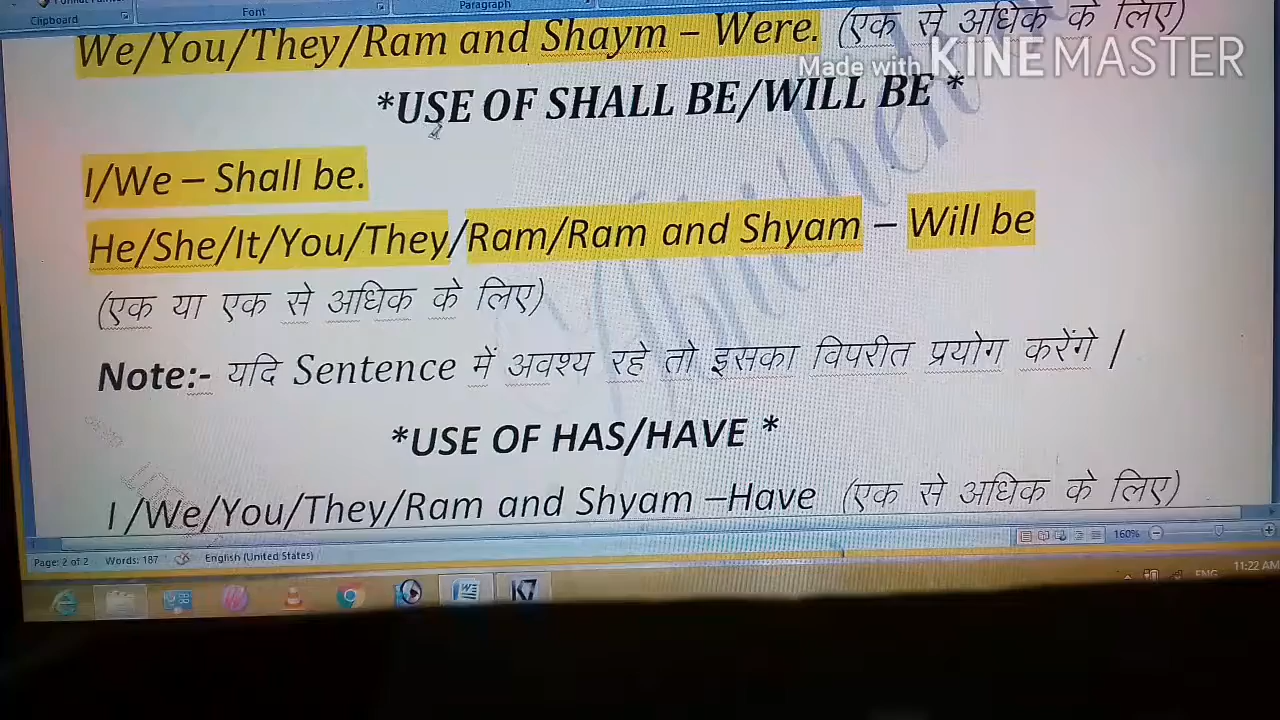 Clipboard
Font
Paragraph
We/You/They/Ram and Shaym – Were. (एक से अधिक के लिए)
Made with KINEMASTER
*USE OF SHALL BE/WILL BE *
I/We – Shall be.
He/She/It/You/They/Ram/Ram and Shyam – Will be
(एक या एक से अधिक के लिए)
Note:- यदि Sentence में अवश्य रहे तो इसका विपरीत प्रयोग करेंगे |
*USE OF HAS/HAVE *
I /We/You/They/Ram and Shyam –Have (एक से अधिक के लिए)
Page: 2 of 2 Words: 187 English (United States) 160%
K7 ENG 11:22 AM